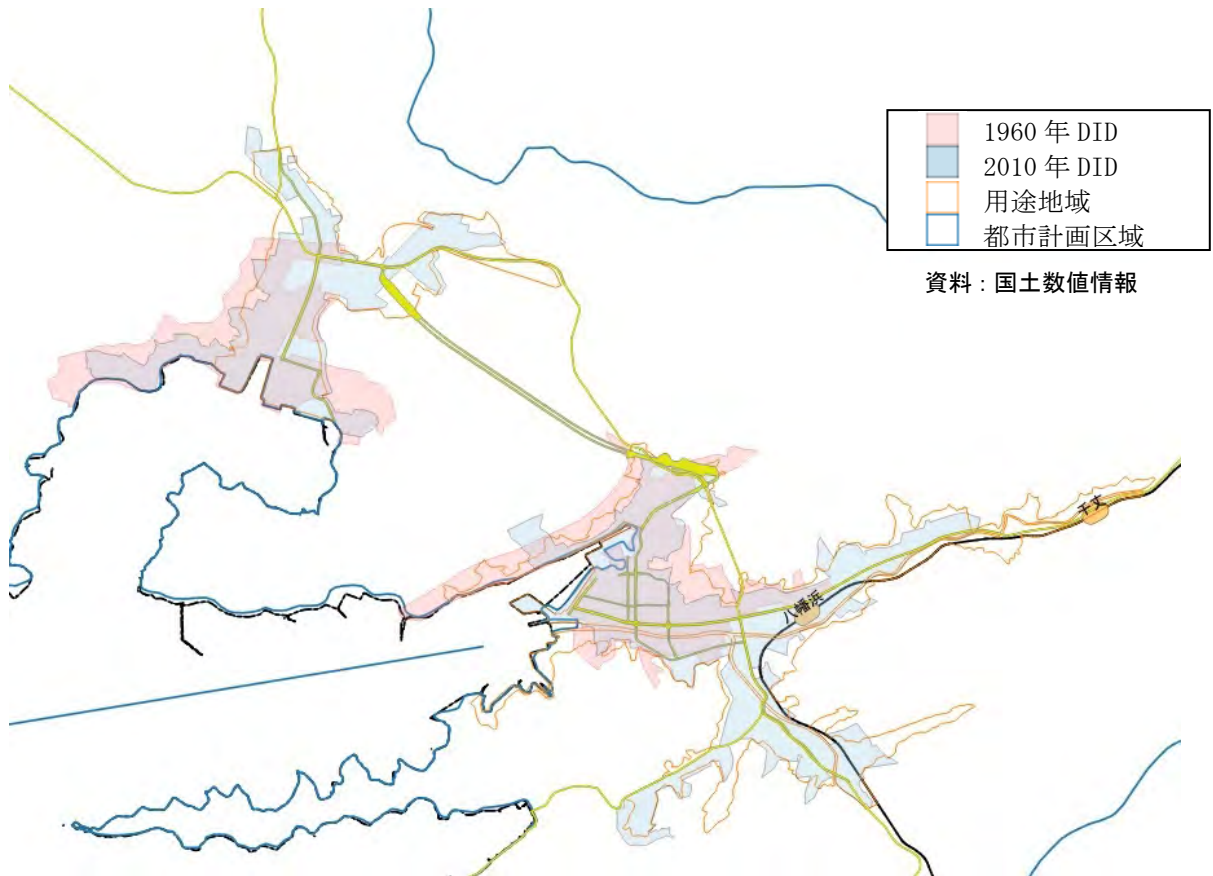 1960 年 DID
2010 年 DID
用途地域
都市計画区域
資料：国土数値情報
千丈
八幡浜